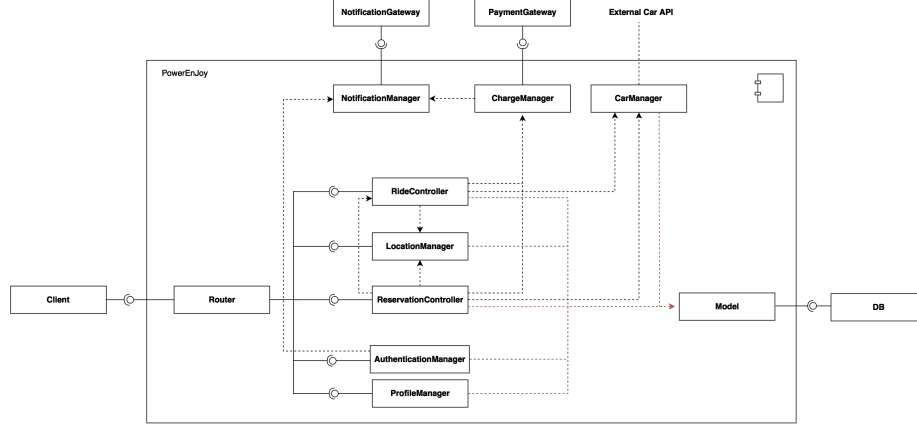 NotificationGateway
PaymentGateway
External Car API
PowerEnJoy
NotificationManager
ChargeManager
CarManager
RideController
LocationManager
Client
Router
ReservationController
Model
DB
AuthenticationManager
ProfileManager